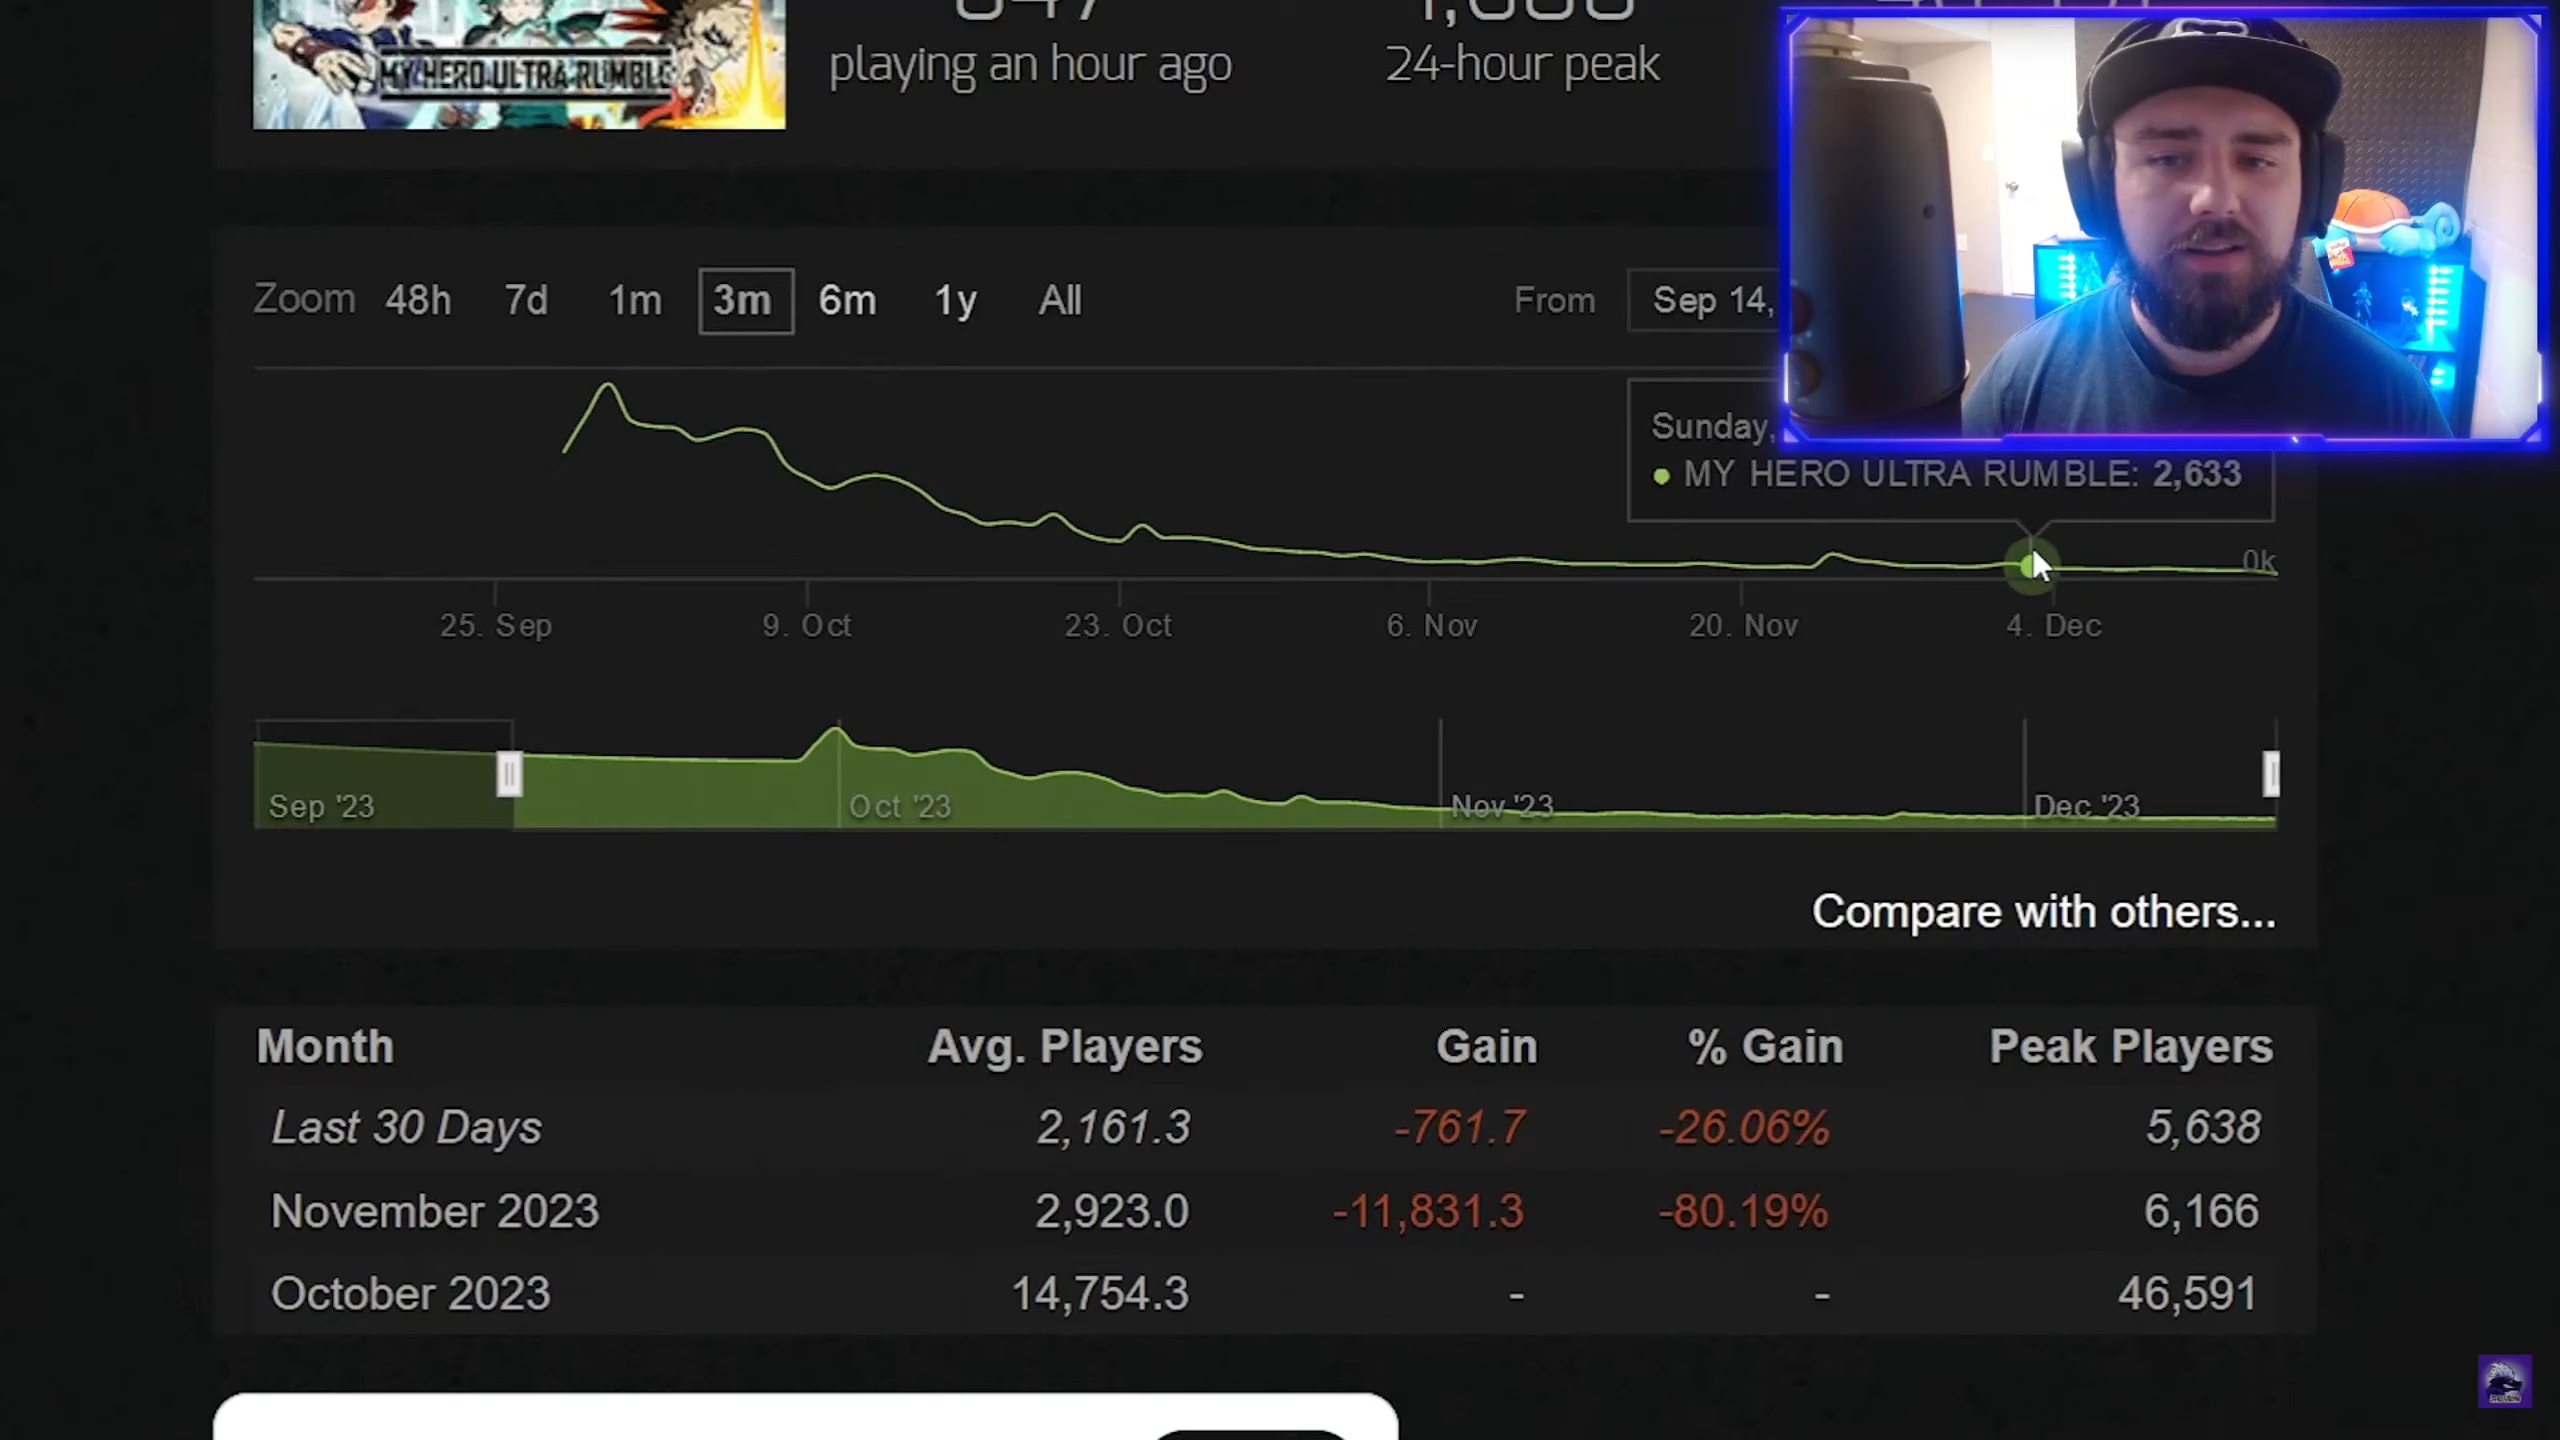 MY HERO ULTRA RUMBLE
playing an hour ago
24-hour peak
Zoom 48h 7d 1m 3m 6m 1y All
From Sep 14,
Sunday,
MY HERO ULTRA RUMBLE: 2,633
0k
25. Sep 9. Oct 23. Oct 6. Nov 20. Nov 4. Dec
Sep '23 Oct '23 Nov '23 Dec '23
Compare with others...
Month Avg. Players Gain % Gain Peak Players
Last 30 Days 2,161.3 -761.7 -26.06% 5,638
November 2023 2,923.0 -11,831.3 -80.19% 6,166
October 2023 14,754.3 - - 46,591